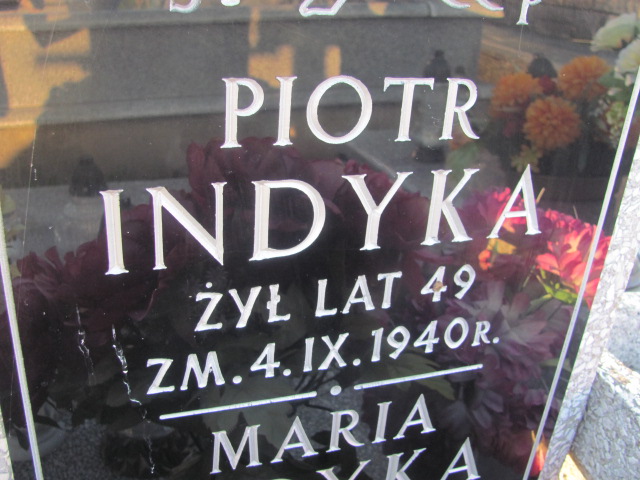 PIOTR
INDYKA
ŻYŁ LAT 49
ZM. 4. IX. 1940 R.
MARIA